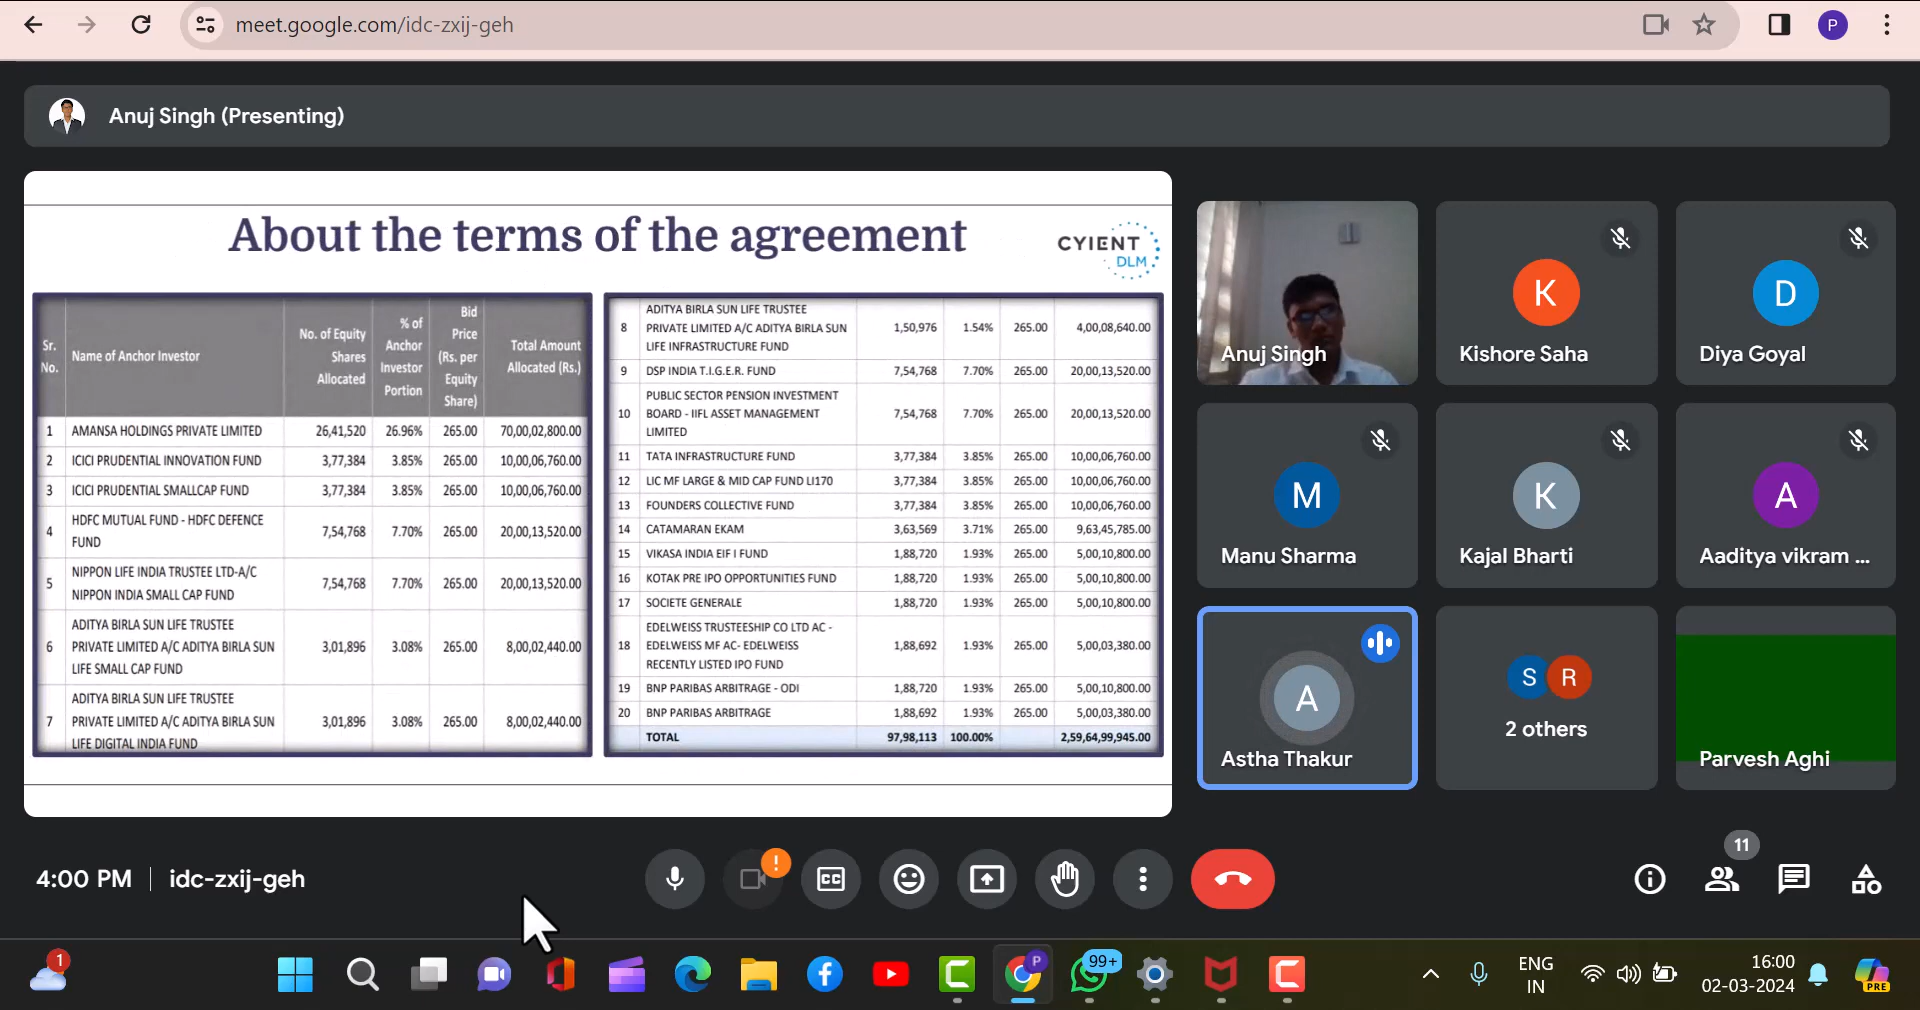 meet.google.com/idc-zxij-geh
P
Anuj Singh (Presenting)
About the terms of the agreement
CYIENT
DLM
Sr. No. Name of Anchor Investor No. of Equity Shares Allocated % of Anchor Investor Portion Bid Price (Rs. per Equity Share) Total Amount Allocated (Rs.)
1 AMANSA HOLDINGS PRIVATE LIMITED 26,41,520 26.96% 265.00 70,00,02,800.00
2 ICICI PRUDENTIAL INNOVATION FUND 3,77,384 3.85% 265.00 10,00,06,760.00
3 ICICI PRUDENTIAL SMALLCAP FUND 3,77,384 3.85% 265.00 10,00,06,760.00
4 HDFC MUTUAL FUND - HDFC DEFENCE FUND 7,54,768 7.70% 265.00 20,00,13,520.00
5 NIPPON LIFE INDIA TRUSTEE LTD-A/C NIPPON INDIA SMALL CAP FUND 7,54,768 7.70% 265.00 20,00,13,520.00
6 ADITYA BIRLA SUN LIFE TRUSTEE PRIVATE LIMITED A/C ADITYA BIRLA SUN LIFE SMALL CAP FUND 3,01,896 3.08% 265.00 8,00,02,440.00
7 ADITYA BIRLA SUN LIFE TRUSTEE PRIVATE LIMITED A/C ADITYA BIRLA SUN LIFE DIGITAL INDIA FUND 3,01,896 3.08% 265.00 8,00,02,440.00
8 ADITYA BIRLA SUN LIFE TRUSTEE PRIVATE LIMITED A/C ADITYA BIRLA SUN LIFE INFRASTRUCTURE FUND 1,50,976 1.54% 265.00 4,00,08,640.00
9 DSP INDIA T.I.G.E.R. FUND 7,54,768 7.70% 265.00 20,00,13,520.00
10 PUBLIC SECTOR PENSION INVESTMENT BOARD - IIFL ASSET MANAGEMENT LIMITED 7,54,768 7.70% 265.00 20,00,13,520.00
11 TATA INFRASTRUCTURE FUND 3,77,384 3.85% 265.00 10,00,06,760.00
12 LIC MF LARGE & MID CAP FUND LI170 3,77,384 3.85% 265.00 10,00,06,760.00
13 FOUNDERS COLLECTIVE FUND 3,77,384 3.85% 265.00 10,00,06,760.00
14 CATAMARAN EKAM 3,63,569 3.71% 265.00 9,63,45,785.00
15 VIKASA INDIA EIF I FUND 1,88,720 1.93% 265.00 5,00,10,800.00
16 KOTAK PRE IPO OPPORTUNITIES FUND 1,88,720 1.93% 265.00 5,00,10,800.00
17 SOCIETE GENERALE 1,88,720 1.93% 265.00 5,00,10,800.00
18 EDELWEISS TRUSTEESHIP CO LTD AC - EDELWEISS MF AC- EDELWEISS RECENTLY LISTED IPO FUND 1,88,692 1.93% 265.00 5,00,03,380.00
19 BNP PARIBAS ARBITRAGE - ODI 1,88,720 1.93% 265.00 5,00,10,800.00
20 BNP PARIBAS ARBITRAGE 1,88,692 1.93% 265.00 5,00,03,380.00
TOTAL 97,98,113 100.00% 2,59,64,99,945.00
Anuj Singh
K
Kishore Saha
D
Diya Goyal
M
Manu Sharma
K
Kajal Bharti
A
Aaditya vikram ...
A
Astha Thakur
S R
2 others
Parvesh Aghi
4:00 PM
idc-zxij-geh
!
CC
11
1
P
99+
ENG
IN
16:00
02-03-2024
PRE